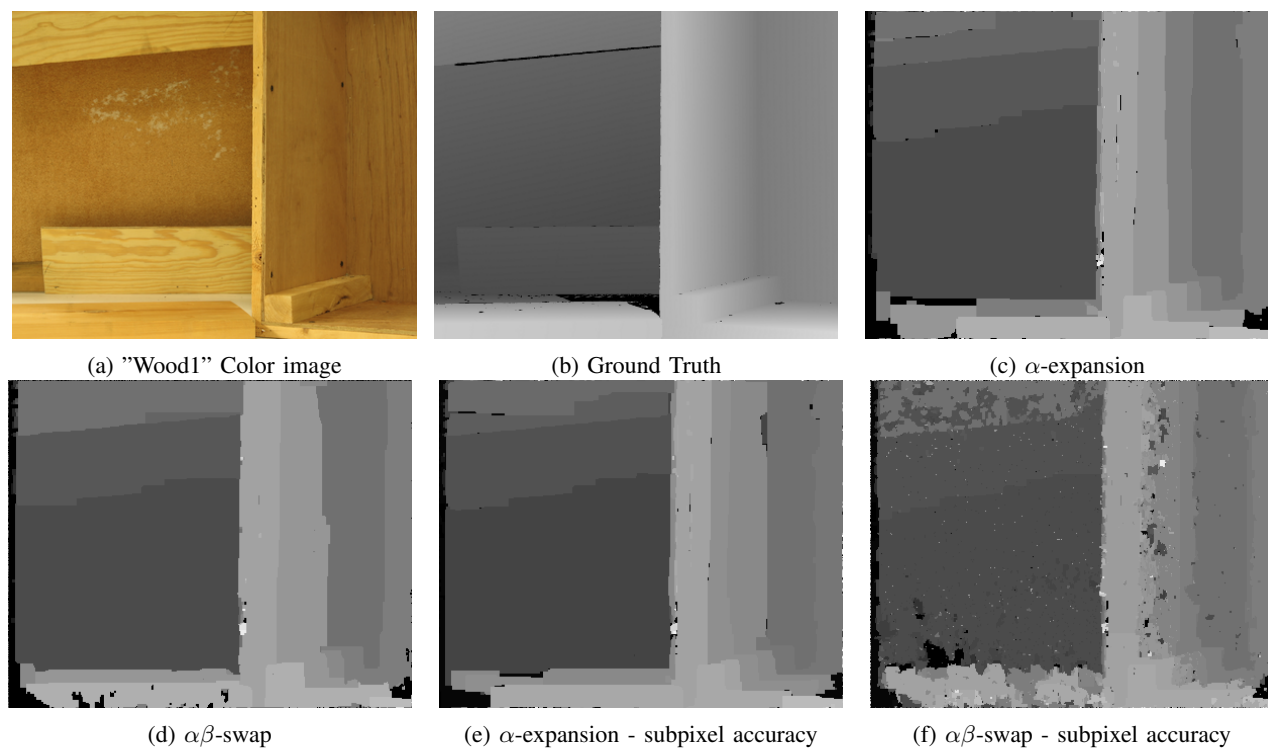 (a) ”Wood1” Color image
(b) Ground Truth
(c) α-expansion
(d) αβ-swap
(e) α-expansion - subpixel accuracy
(f) αβ-swap - subpixel accuracy